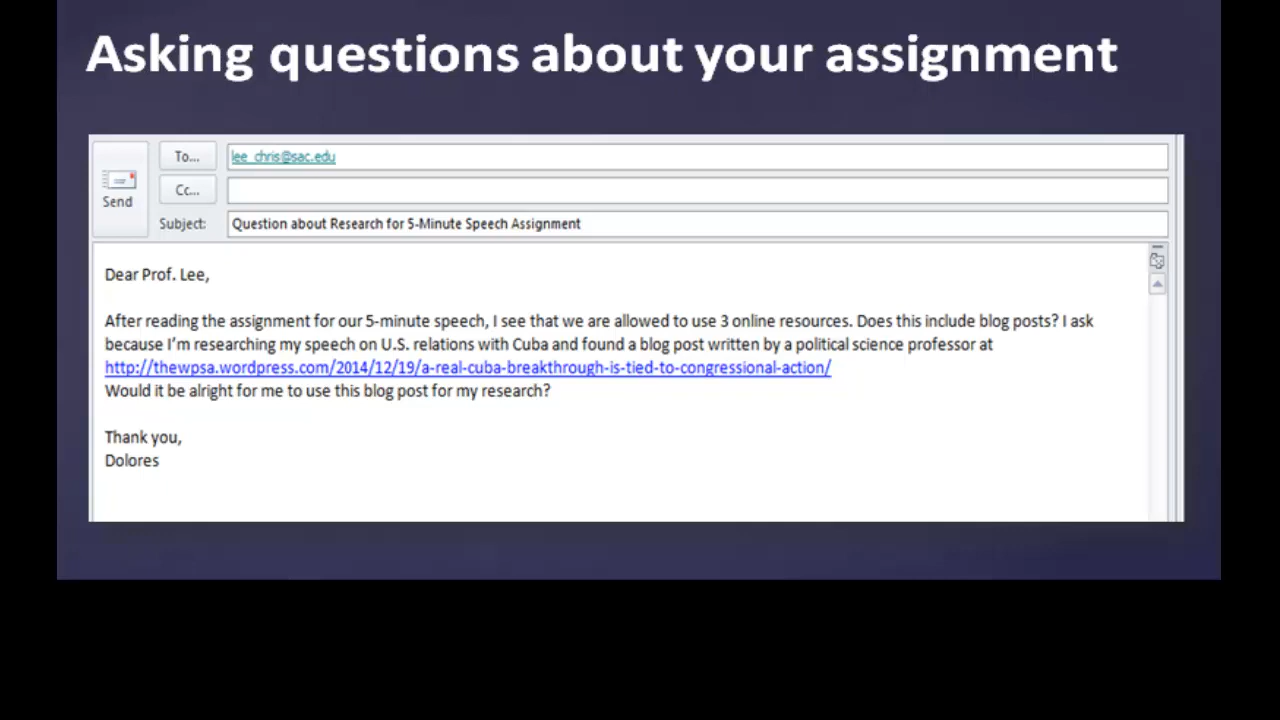 Asking questions about your assignment
To...
lee_chris@sac.edu
Send
Cc...
Subject:
Question about Research for 5-Minute Speech Assignment
Dear Prof. Lee,
After reading the assignment for our 5-minute speech, I see that we are allowed to use 3 online resources. Does this include blog posts? I ask
because I'm researching my speech on U.S. relations with Cuba and found a blog post written by a political science professor at
http://thewpsa.wordpress.com/2014/12/19/a-real-cuba-breakthrough-is-tied-to-congressional-action/
Would it be alright for me to use this blog post for my research?
Thank you,
Dolores